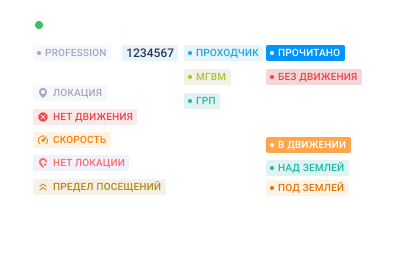 PROFESSION 1234567 ПРОХОДЧИК ПРОЧИТАНО
МГВМ БЕЗ ДВИЖЕНИЯ
ЛОКАЦИЯ ГРП
НЕТ ДВИЖЕНИЯ
СКОРОСТЬ В ДВИЖЕНИИ
НЕТ ЛОКАЦИИ НАД ЗЕМЛЕЙ
ПРЕДЕЛ ПОСЕЩЕНИЙ ПОД ЗЕМЛЕЙ